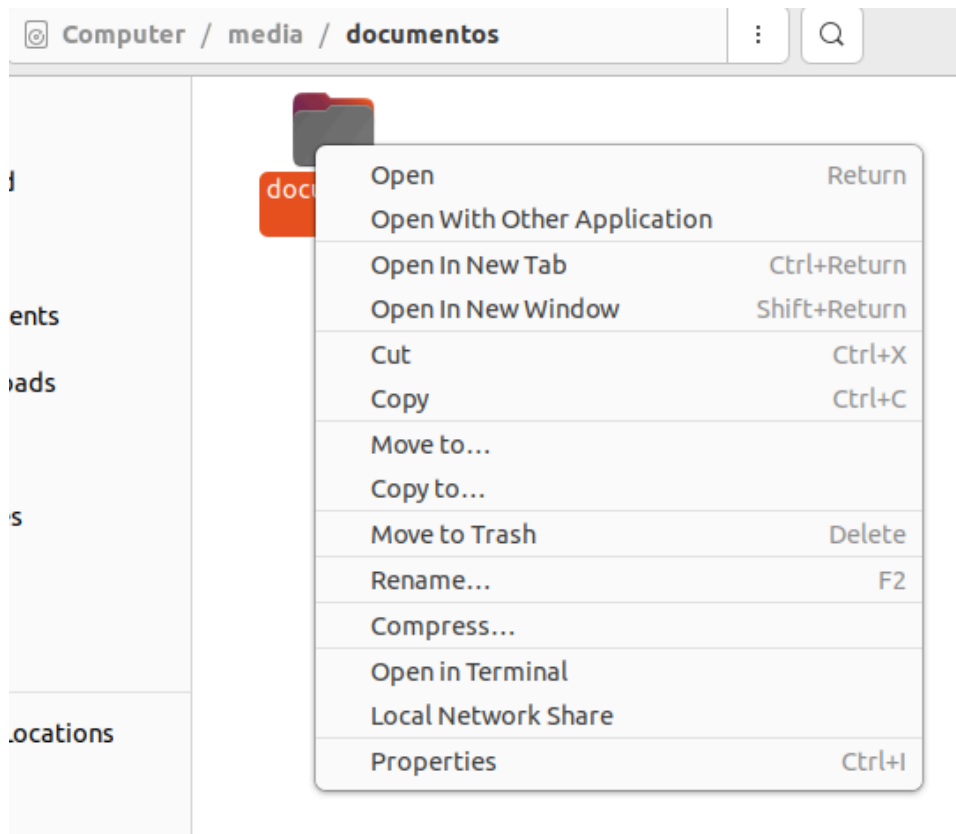 Computer / media / documentos
docu
Open Return
Open With Other Application
Open In New Tab Ctrl+Return
Open In New Window Shift+Return
ents
Cut Ctrl+X
oads
Copy Ctrl+C
Move to...
Copy to...
s
Move to Trash Delete
Rename... F2
Compress...
Open in Terminal
Local Network Share
Locations
Properties Ctrl+I